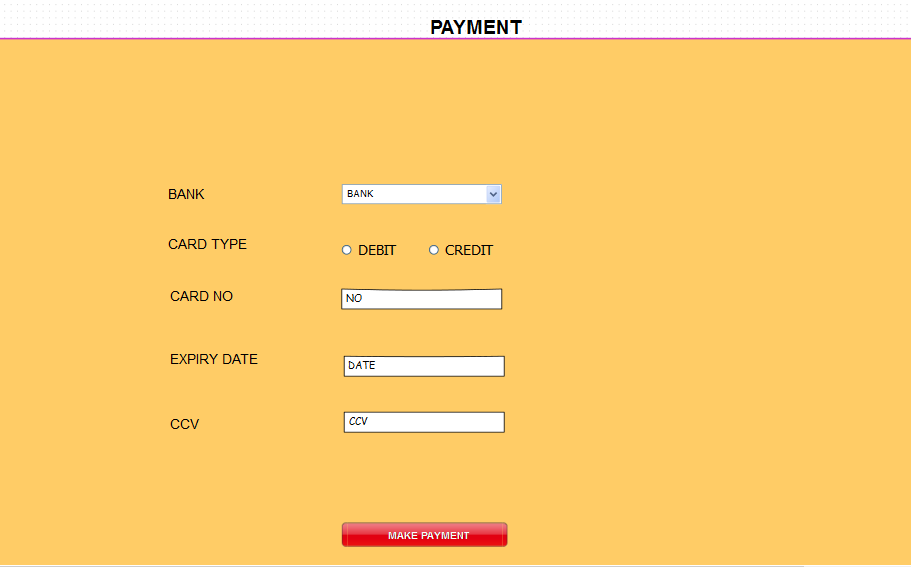 PAYMENT
BANK BANK
CARD TYPE DEBIT CREDIT
CARD NO NO
EXPIRY DATE DATE
CCV CCV
MAKE PAYMENT